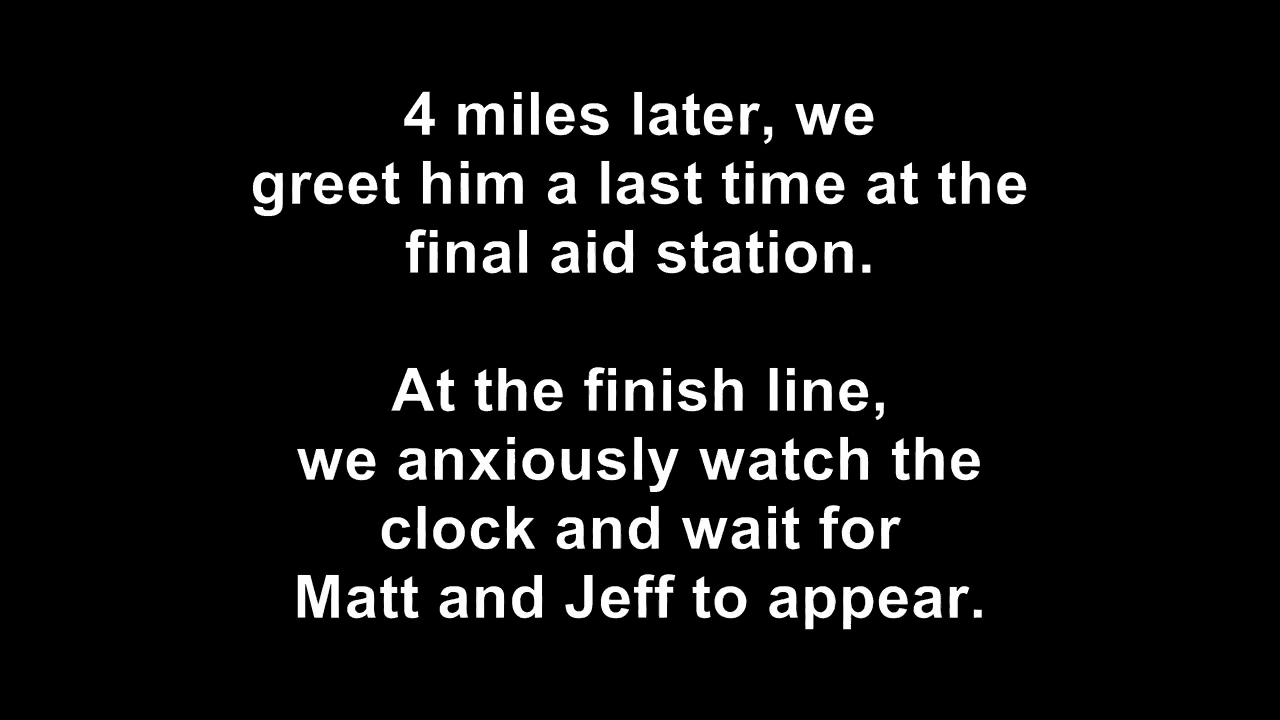 4 miles later, we
greet him a last time at the
final aid station.
At the finish line,
we anxiously watch the
clock and wait for
Matt and Jeff to appear.